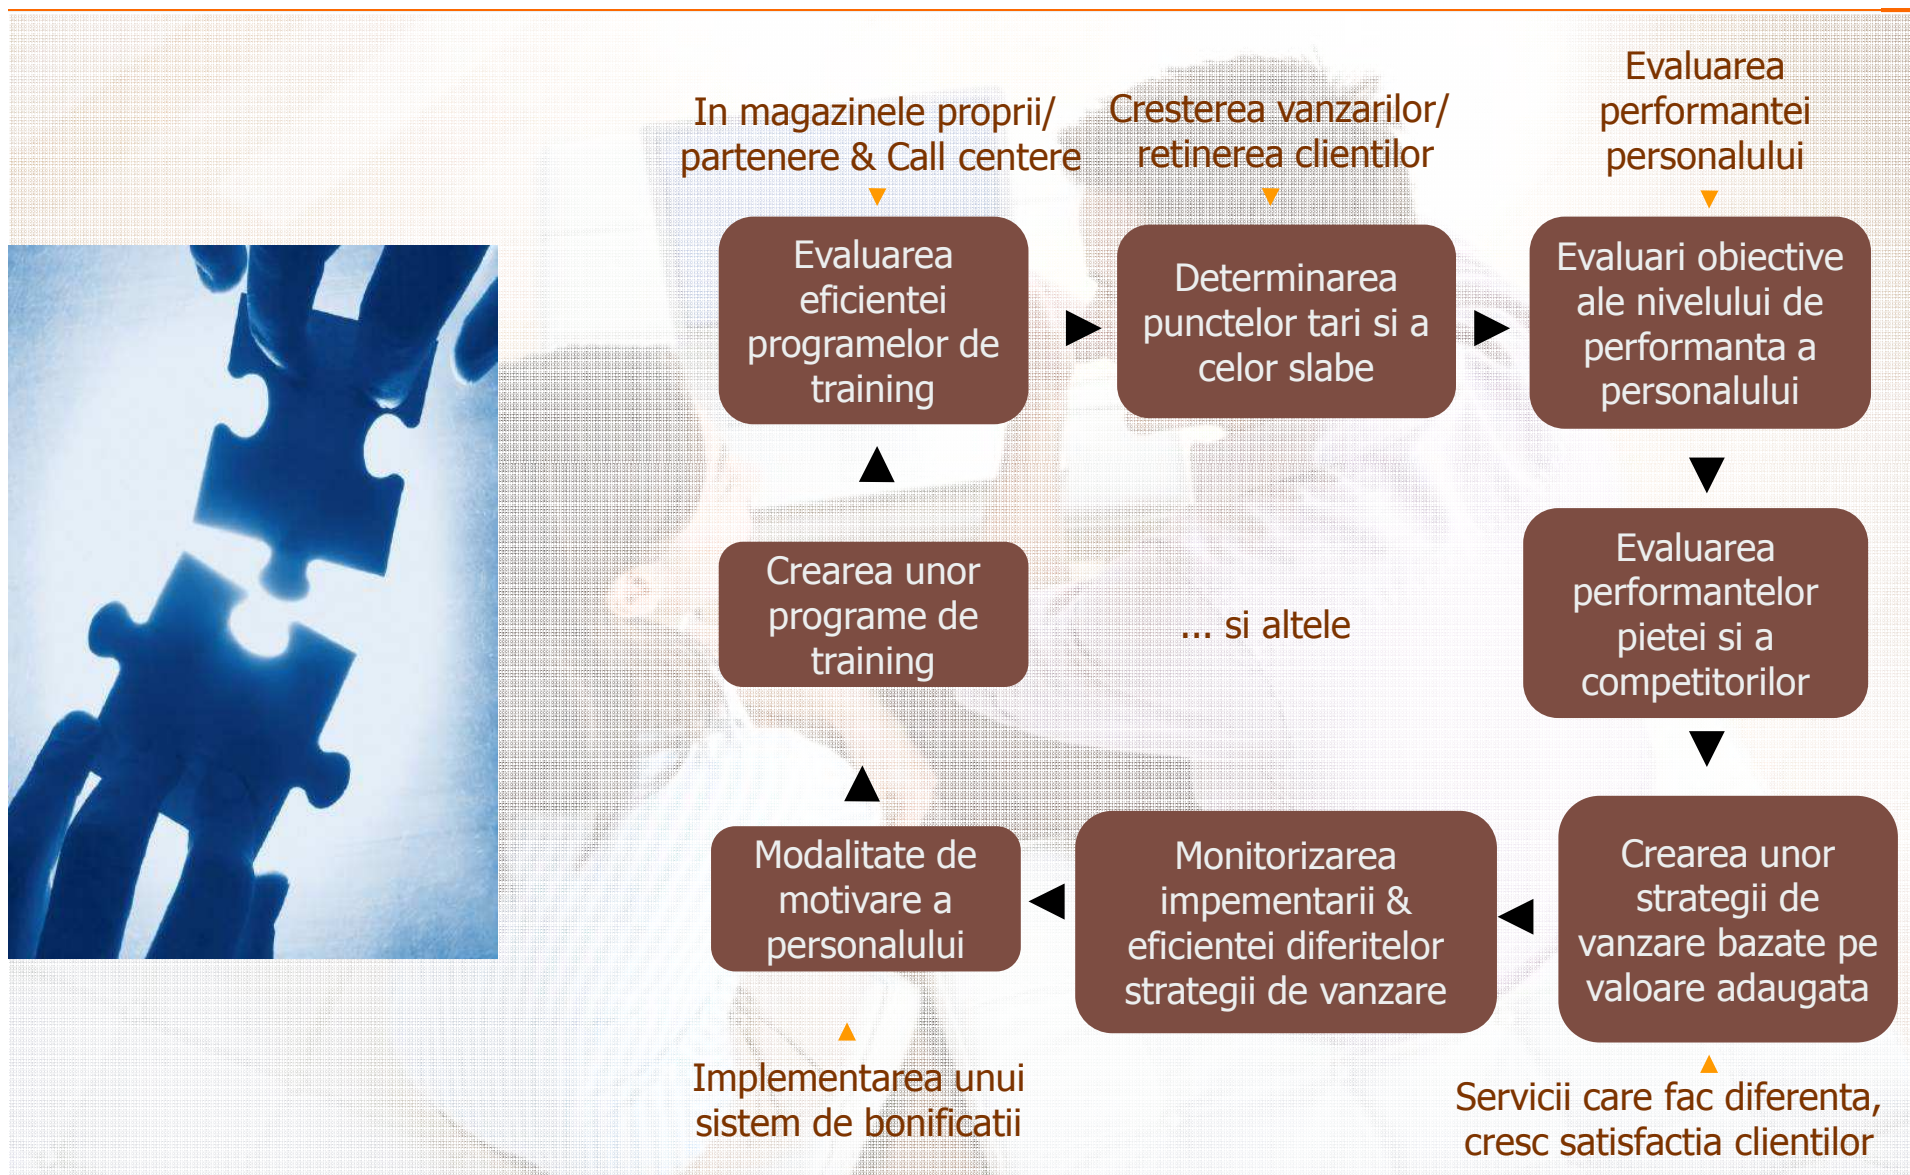 In magazinele proprii/
partenere & Call centere
Cresterea vanzarilor/
retinerea clientilor
Evaluarea
performantei
personalului
Evaluarea
eficientei
programelor de
training
Determinarea
punctelor tari si a
celor slabe
Evaluari obiective
ale nivelului de
performanta a
personalului
Crearea unor
programe de
training
... si altele
Evaluarea
performantelor
pietei si a
competitorilor
Modalitate de
motivare a
personalului
Monitorizarea
impementarii &
eficientei diferitelor
strategii de vanzare
Crearea unor
strategii de
vanzare bazate pe
valoare adaugata
Implementarea unui
sistem de bonificatii
Servicii care fac diferenta,
cresc satisfactia clientilor